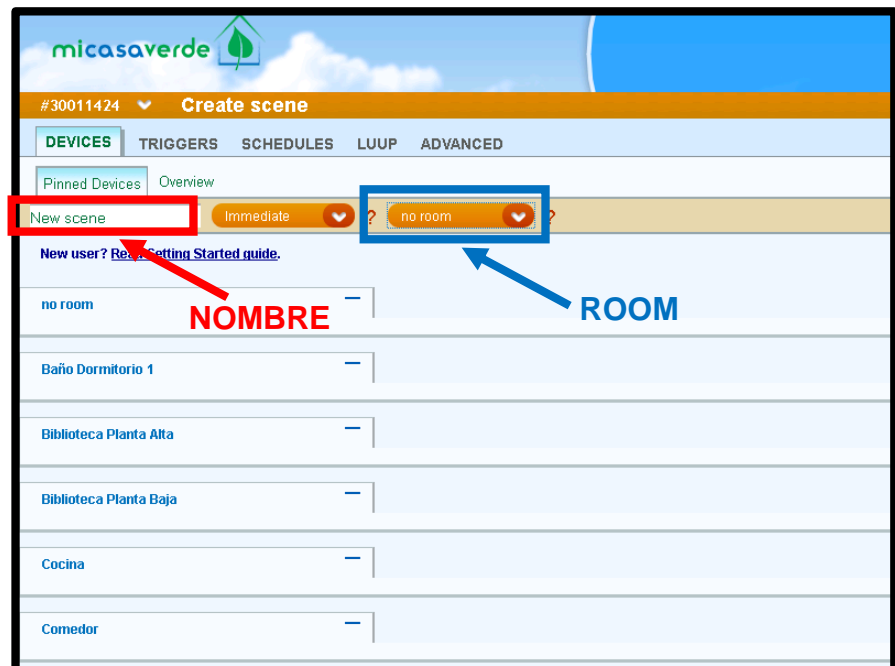 micasaverde
#30011424 Create scene
DEVICES TRIGGERS SCHEDULES LUUP ADVANCED
Pinned Devices Overview
New scene Immediate ? no room ?
New user? Read Getting Started guide.
NOMBRE
ROOM
no room
Baño Dormitorio 1
Biblioteca Planta Alta
Biblioteca Planta Baja
Cocina
Comedor